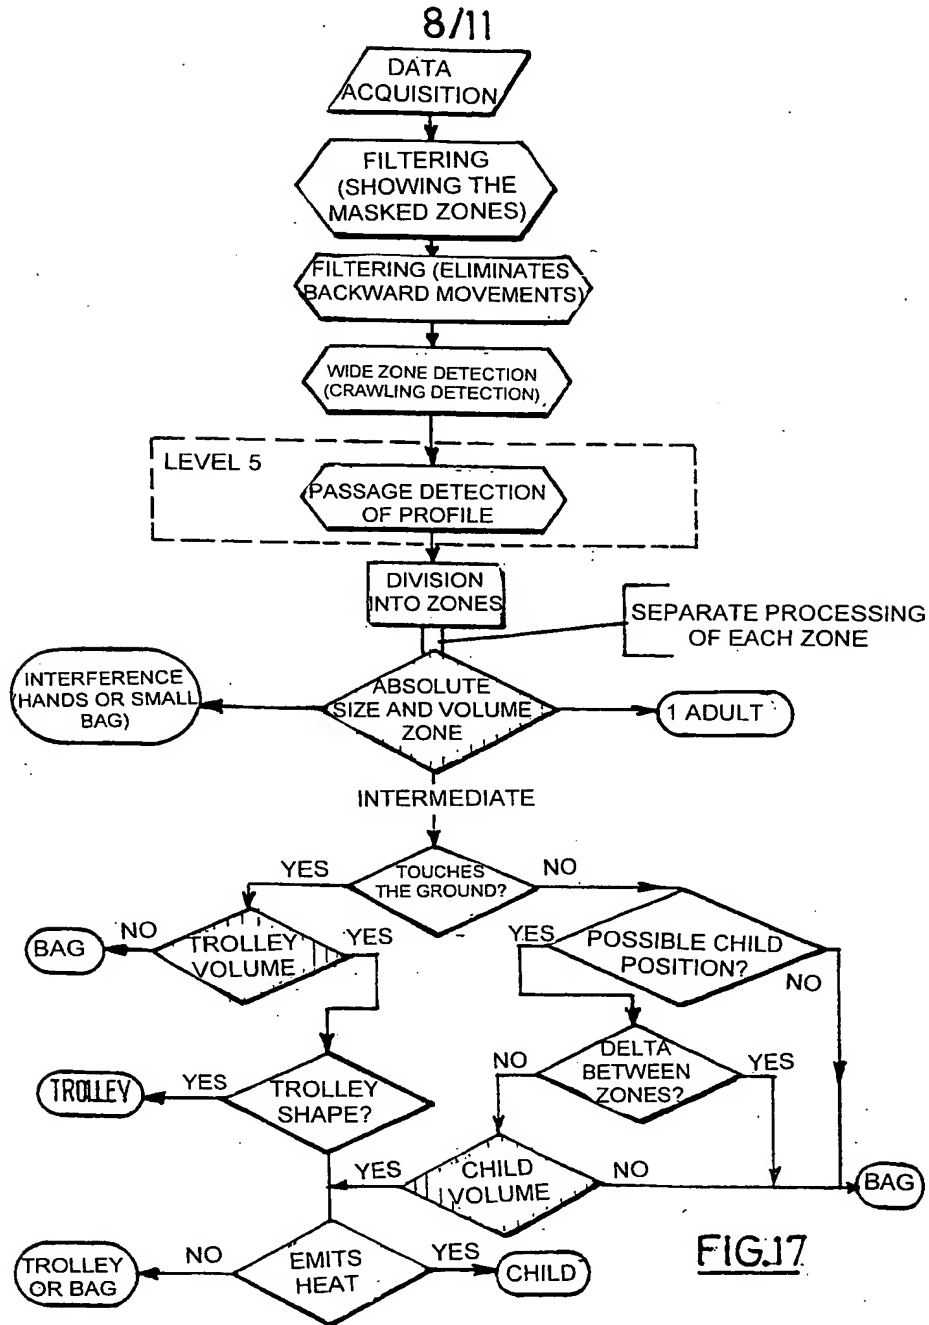 8/11
DATA
ACQUISITION
FILTERING
(SHOWING THE
MASKED ZONES)
FILTERING (ELIMINATES
BACKWARD MOVEMENTS)
WIDE ZONE DETECTION
(CRAWLING DETECTION)
LEVEL 5
PASSAGE DETECTION
OF PROFILE
DIVISION
INTO ZONES
SEPARATE PROCESSING
OF EACH ZONE
INTERFERENCE
(HANDS OR SMALL
BAG)
ABSOLUTE
SIZE AND VOLUME
ZONE
1 ADULT
INTERMEDIATE
YES
TOUCHES
THE GROUND?
NO
BAG
NO
TROLLEY
VOLUME
YES
YES
POSSIBLE CHILD
POSITION?
NO
TROLLEY
YES
TROLLEY
SHAPE?
NO
DELTA
BETWEEN
ZONES?
YES
YES
CHILD
VOLUME
NO
BAG
TROLLEY
OR BAG
NO
EMITS
HEAT
YES
CHILD
FIG.17